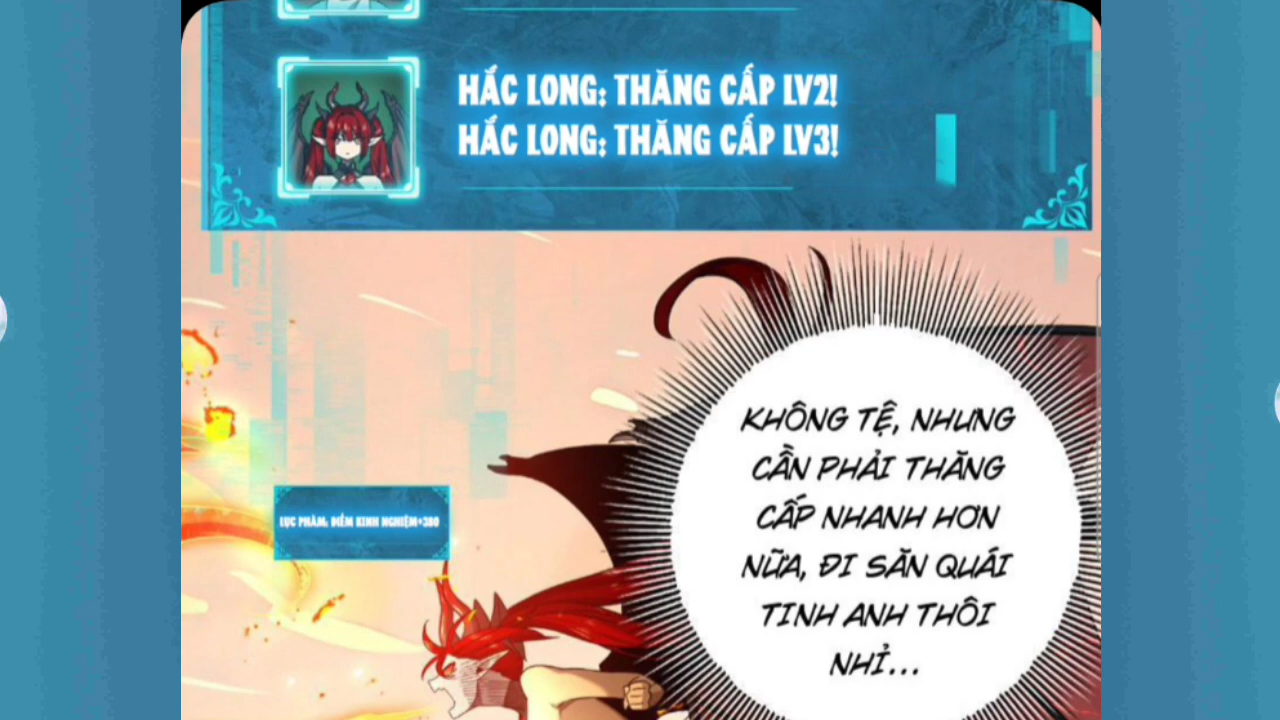 HẮC LONG: THĂNG CẤP LV2!
HẮC LONG: THĂNG CẤP LV3!
KHÔNG TỆ, NHƯNG
CẦN PHẢI THĂNG
CẤP NHANH HƠN
NỮA, ĐI SĂN QUÁI
TINH ANH THÔI
NHỈ...
LỤC PHÀM, ĐIỂM KINH NGHIỆM+380